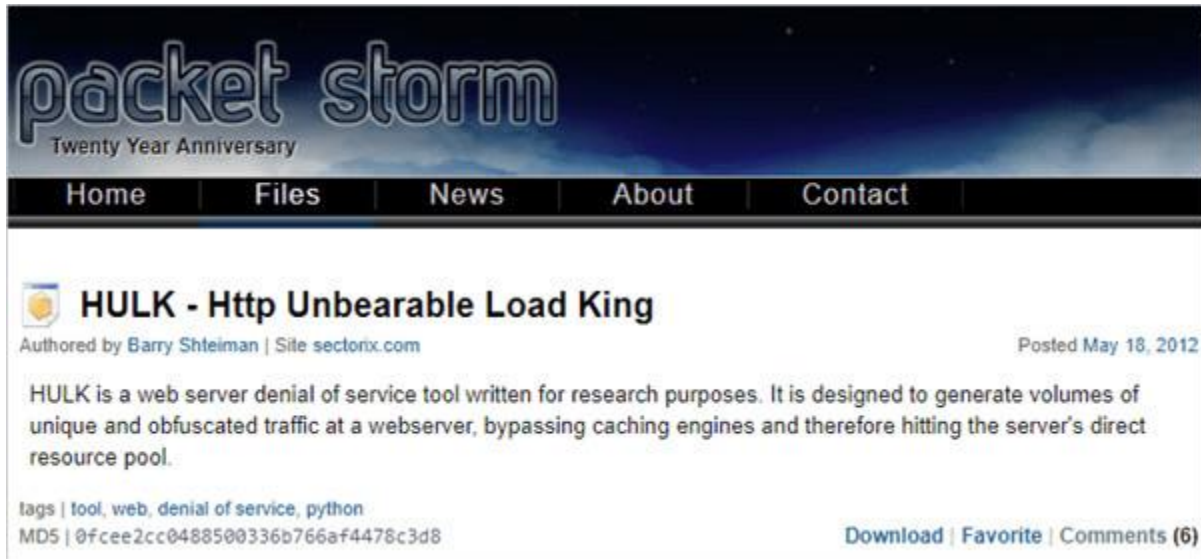 packet storm
Twenty Year Anniversary
Home Files News About Contact
HULK - Http Unbearable Load King
Authored by Barry Shteiman | Site sectorix.com Posted May 18, 2012
HULK is a web server denial of service tool written for research purposes. It is designed to generate volumes of
unique and obfuscated traffic at a webserver, bypassing caching engines and therefore hitting the server's direct
resource pool.
tags | tool, web, denial of service, python
MD5 | 0fcee2cc0488500336b766af4478c3d8 Download | Favorite | Comments (6)